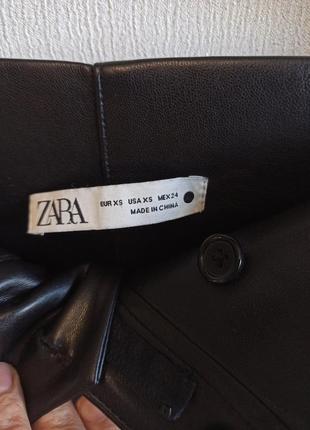 ZARA
EUR XS USA XS MEX 24
MADE IN CHINA